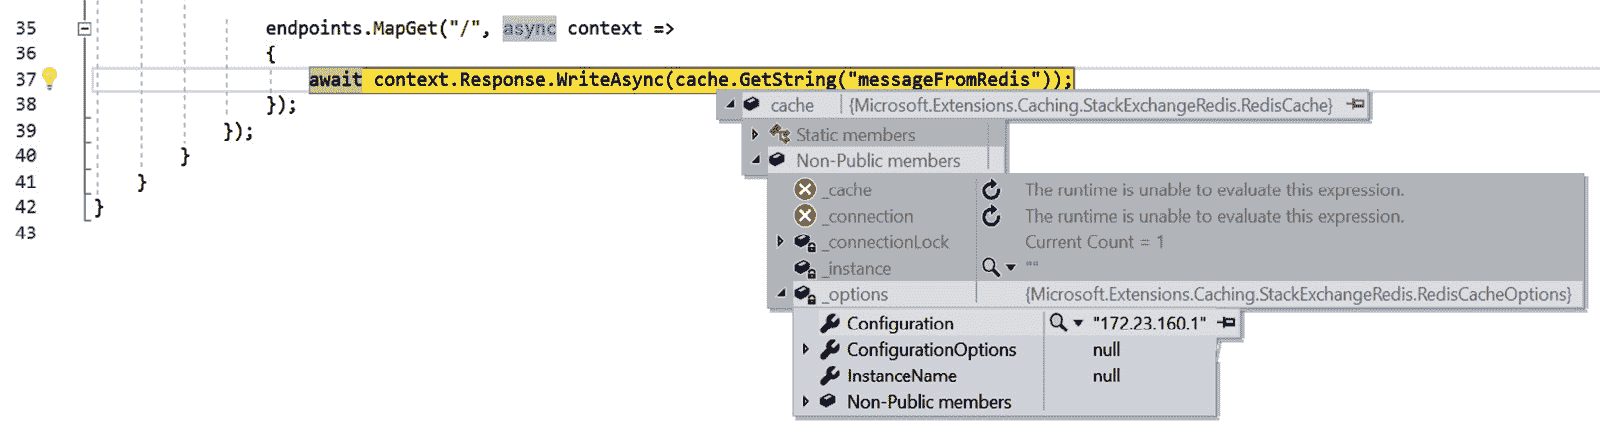 35 endpoints.MapGet("/", async context =>
36 {
37 await context.Response.WriteAsync(cache.GetString("messageFromRedis"));
38 });
cache {Microsoft.Extensions.Caching.StackExchangeRedis.RedisCache}
39 });
Static members
40 }
Non-Public members
41 }
_cache The runtime is unable to evaluate this expression.
42 }
_connection The runtime is unable to evaluate this expression.
43
_connectionLock Current Count = 1
_instance ""
_options {Microsoft.Extensions.Caching.StackExchangeRedis.RedisCacheOptions}
Configuration "172.23.160.1"
ConfigurationOptions null
InstanceName null
Non-Public members